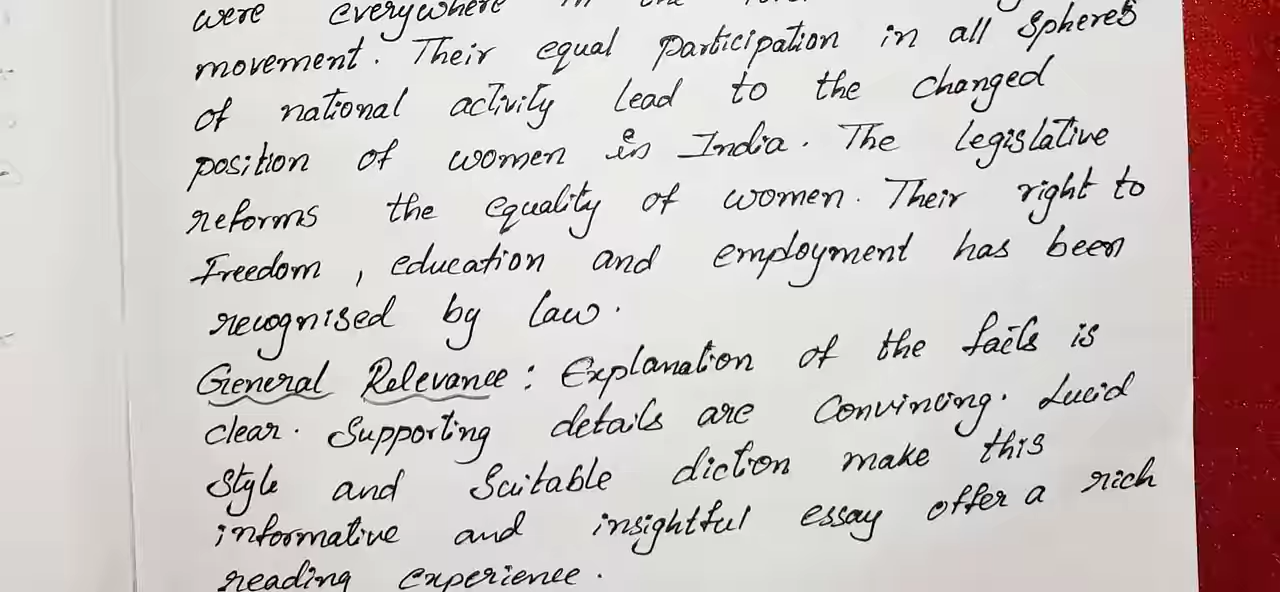 were everywhere in the
movement. Their equal participation in all spheres
of national activity lead to the changed
position of women in India. The legislative
reforms the equality of women. Their right to
Freedom, education and employment has been
recognised by law.
General Relevance: Explanation of the facts is
clear. Supporting details are convincing. Lucid
style and Suitable diction make this
informative and insightful essay offer a rich
reading experience.